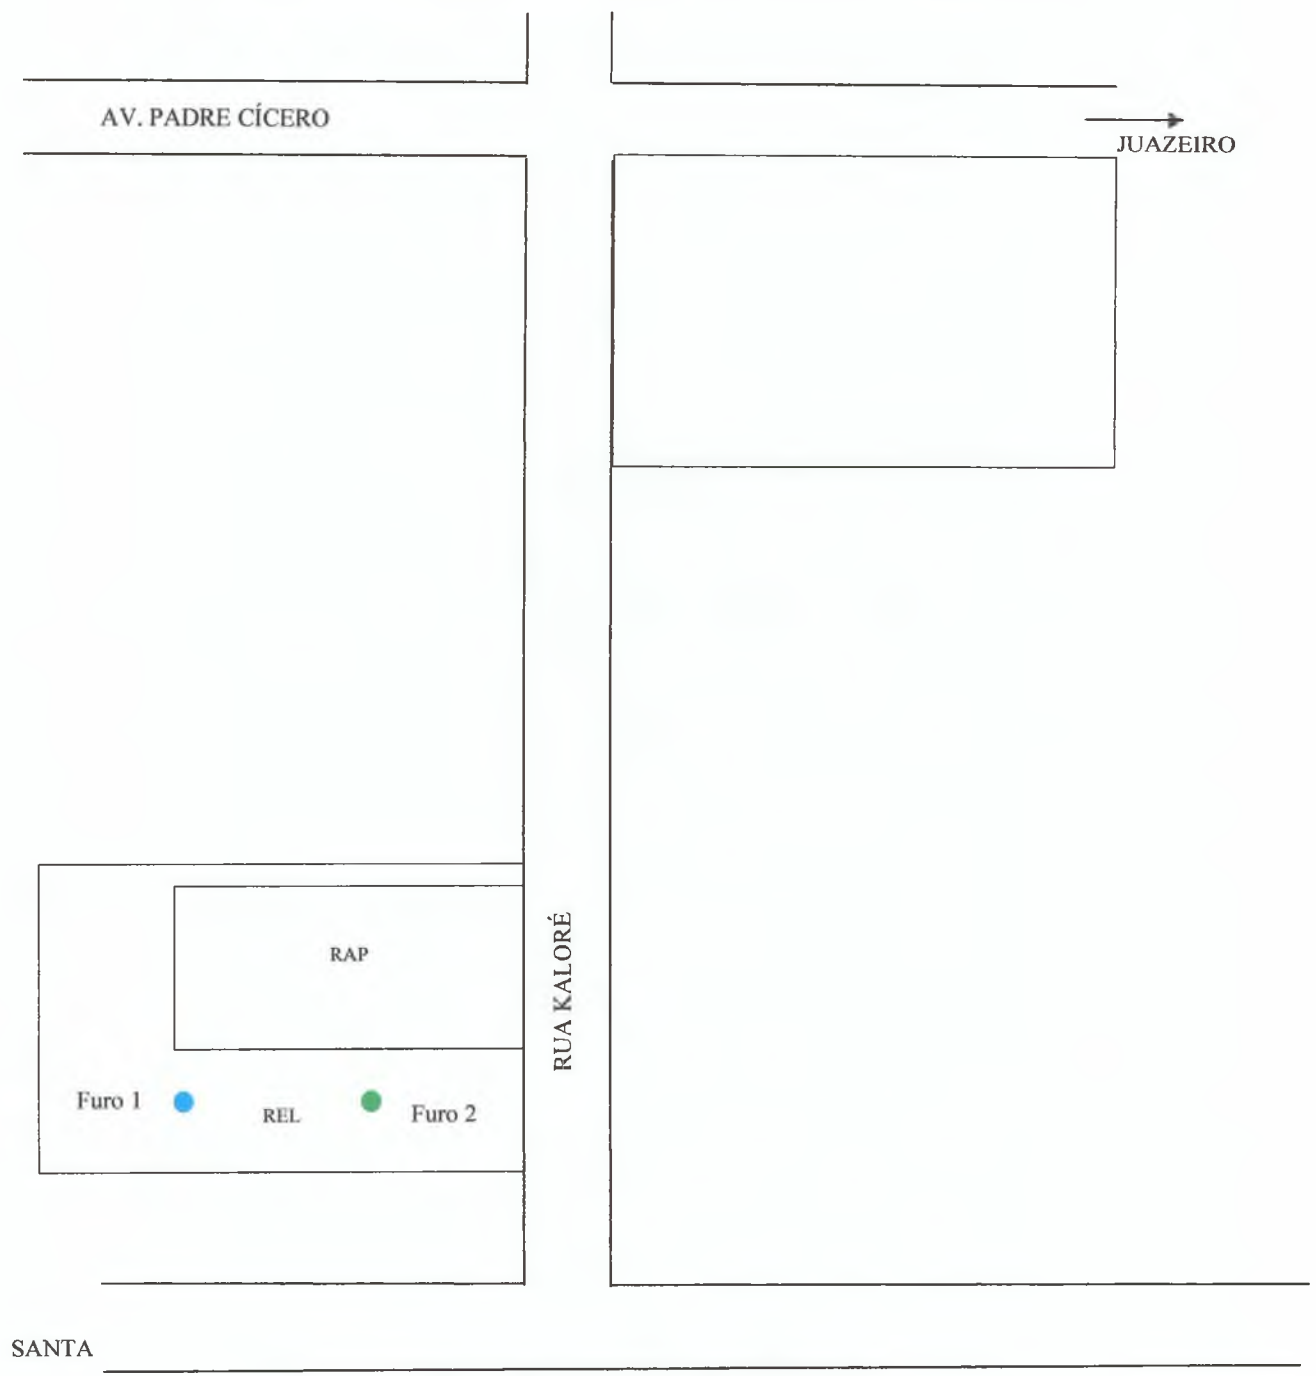 AV. PADRE CÍCERO
JUAZEIRO
RAP
RUA KALORÉ
Furo 1
REL
Furo 2
SANTA